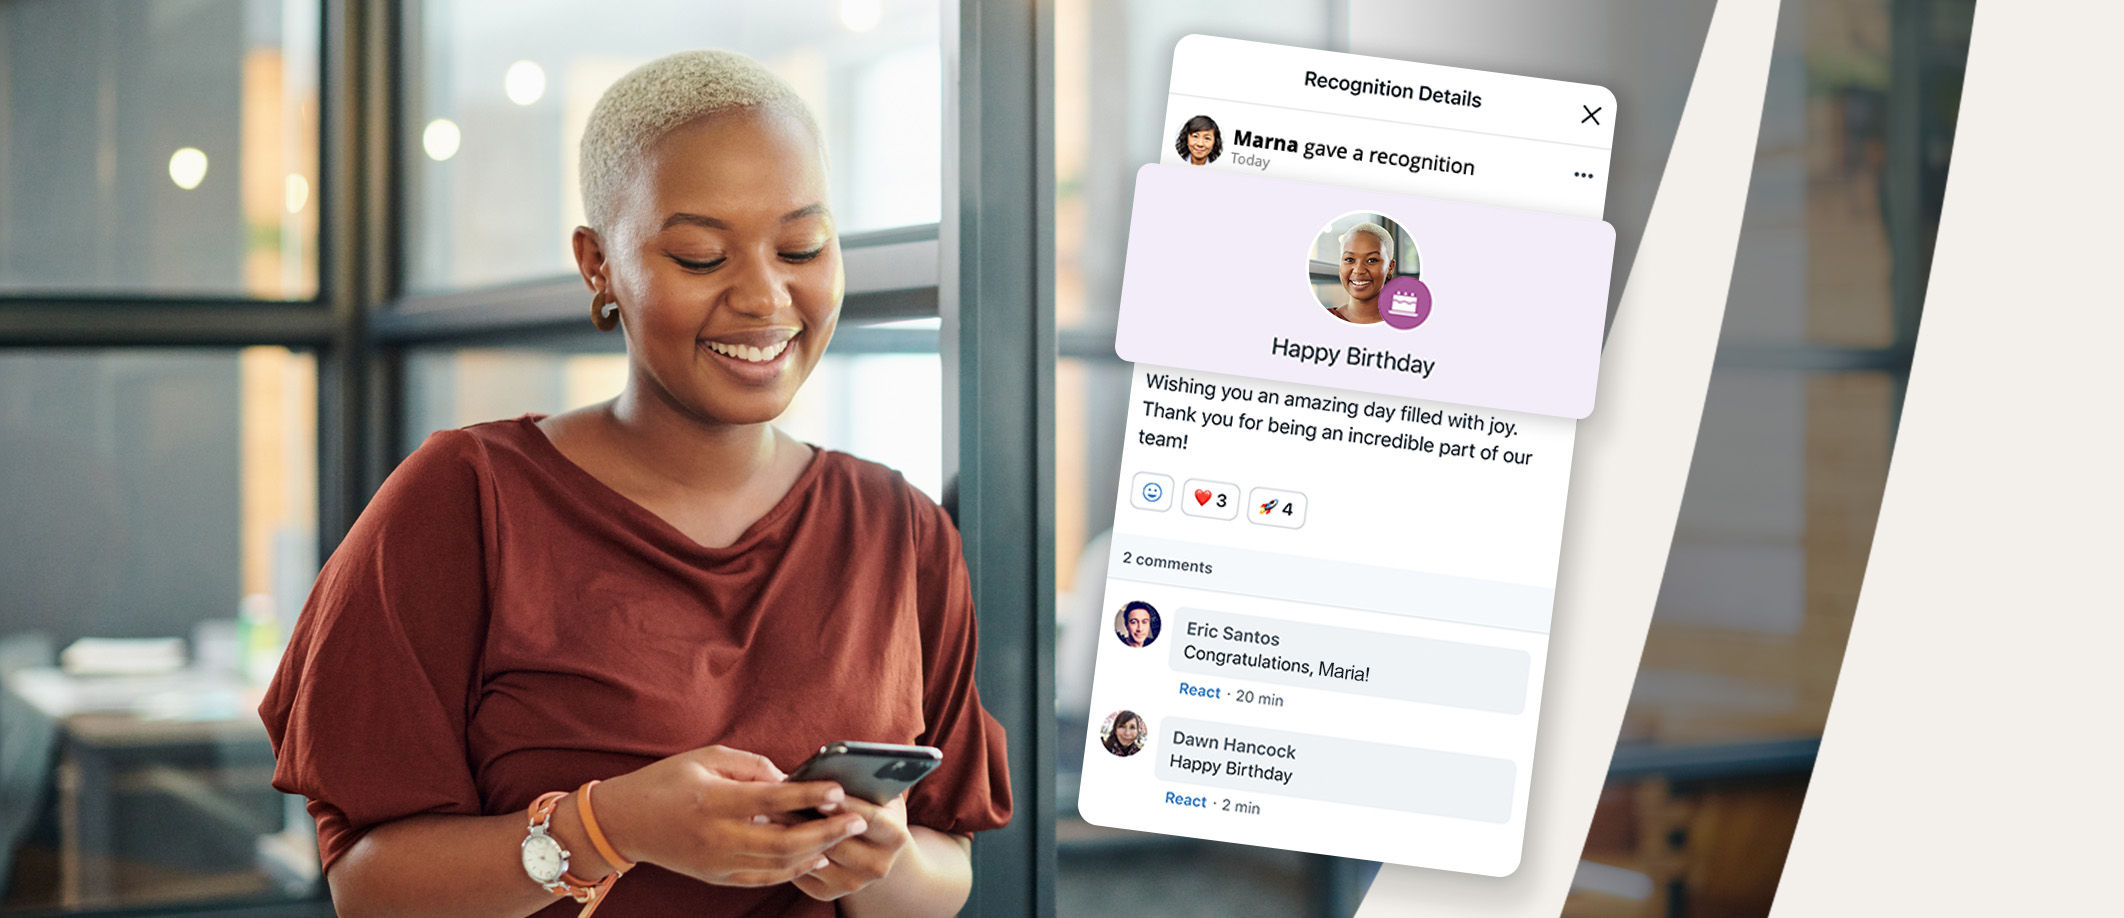 Recognition Details
Marna gave a recognition
Today
Happy Birthday
Wishing you an amazing day filled with joy.
Thank you for being an incredible part of our
team!
3
4
2 comments
Eric Santos
Congratulations, Maria!
React · 20 min
Dawn Hancock
Happy Birthday
React · 2 min